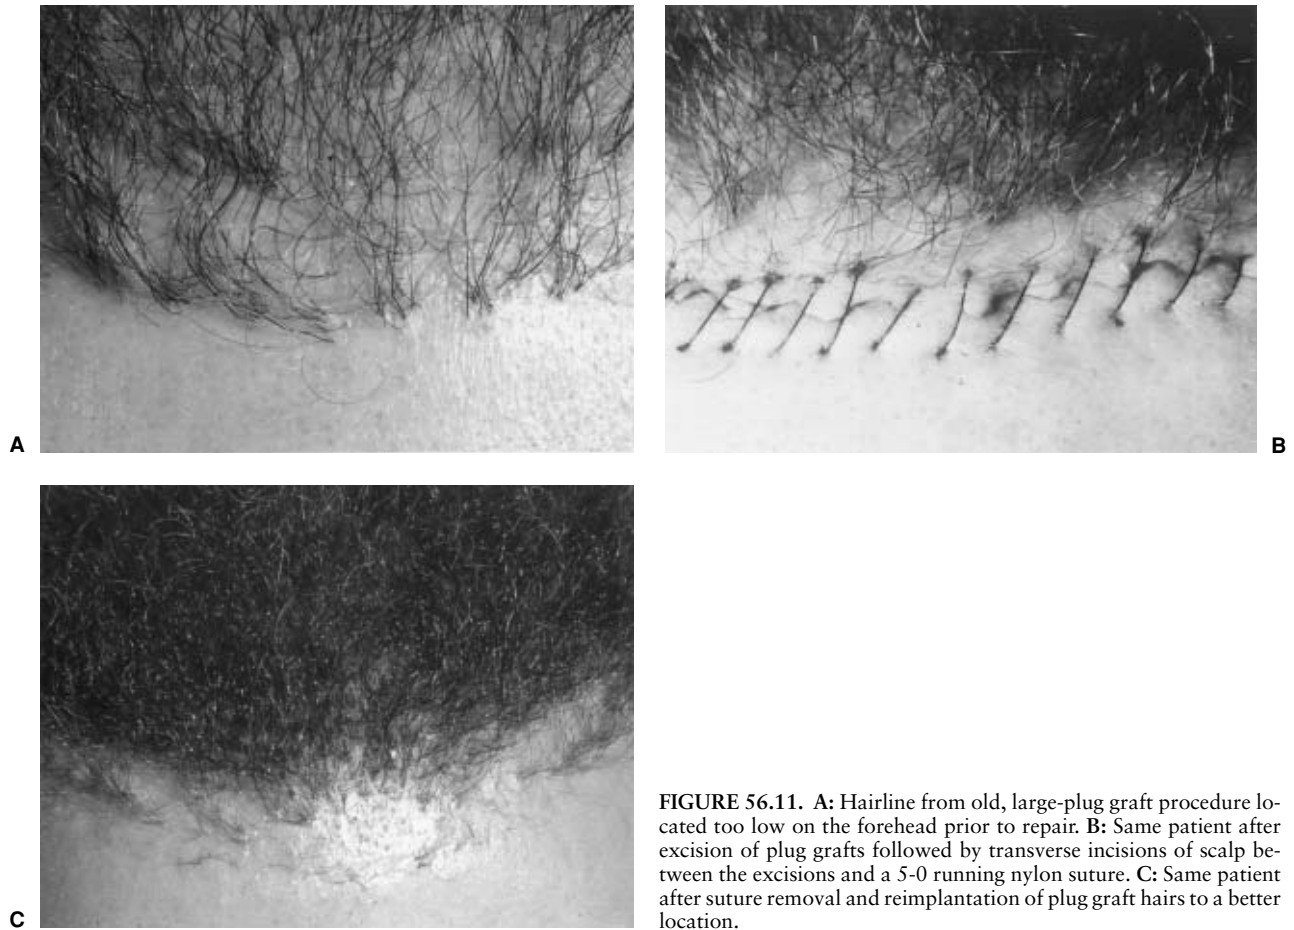 A
B
C
FIGURE 56.11. A: Hairline from old, large-plug graft procedure lo-
cated too low on the forehead prior to repair. B: Same patient after
excision of plug grafts followed by transverse incisions of scalp be-
tween the excisions and a 5-0 running nylon suture. C: Same patient
after suture removal and reimplantation of plug graft hairs to a better
location.